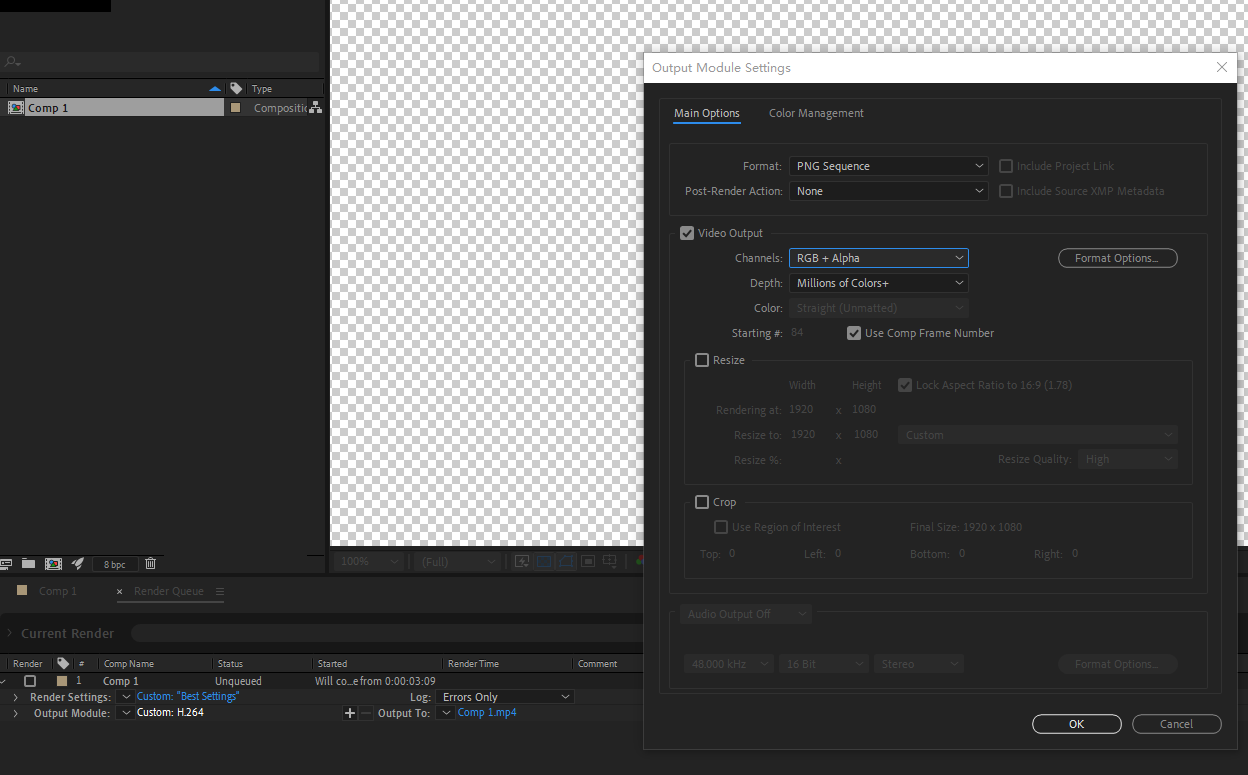 Name Type
Comp 1 Compositic
8 bpc
100% (Full)
Comp 1 × Render Queue
Current Render
Render # Comp Name Status Started Render Time Comment
1 Comp 1 Unqueued Will co...e from 0:00:03:09
Render Settings: Custom: "Best Settings" Log: Errors Only
Output Module: Custom: H.264 Output To: Comp 1.mp4
Output Module Settings
Main Options Color Management
Format: PNG Sequence Include Project Link
Post-Render Action: None Include Source XMP Metadata
Video Output
Channels: RGB + Alpha Format Options...
Depth: Millions of Colors+
Color: Straight (Unmatted)
Starting #: 84 Use Comp Frame Number
Resize
Width Height Lock Aspect Ratio to 16:9 (1.78)
Rendering at: 1920 x 1080
Resize to: 1920 x 1080 Custom
Resize %: x Resize Quality: High
Crop
Use Region of Interest Final Size: 1920 x 1080
Top: 0 Left: 0 Bottom: 0 Right: 0
Audio Output Off
48.000 kHz 16 Bit Stereo Format Options...
OK Cancel